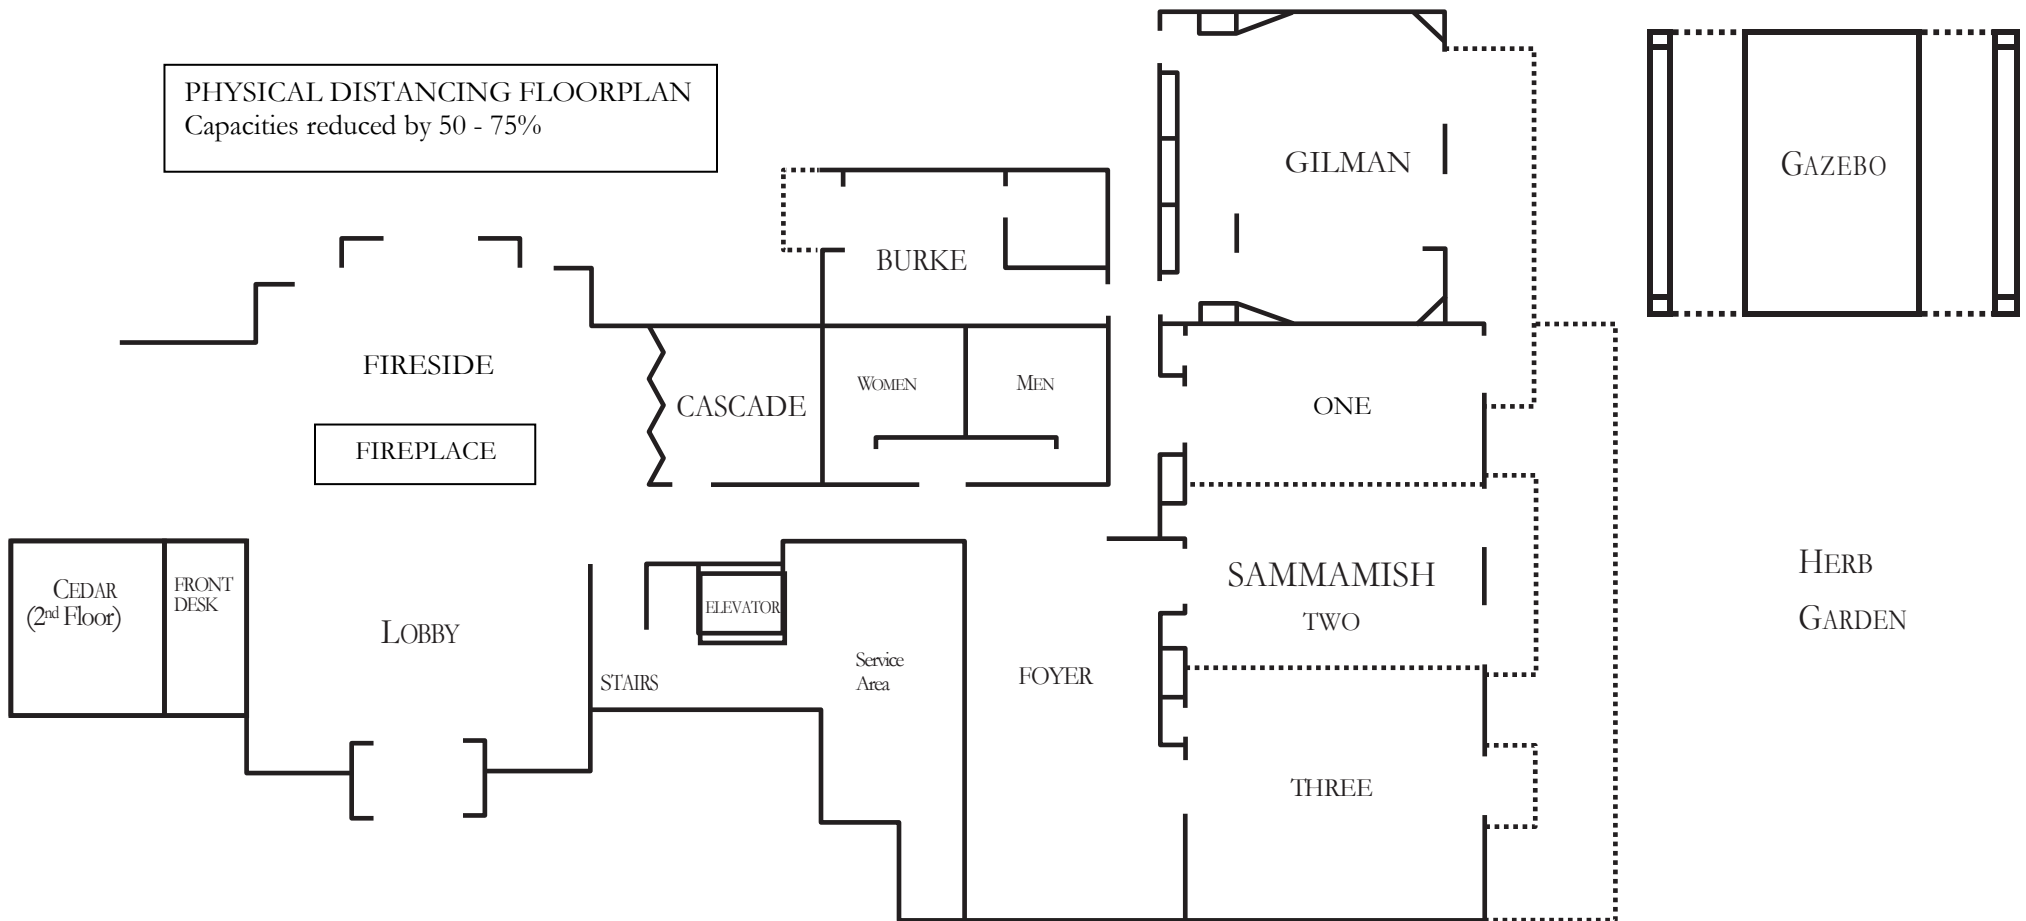 PHYSICAL DISTANCING FLOORPLAN
Capacities reduced by 50 - 75%
GILMAN
GAZEBO
BURKE
FIRESIDE
WOMEN
MEN
CASCADE
ONE
FIREPLACE
HERB
GARDEN
SAMMAMISH
TWO
CEDAR
(2nd Floor)
FRONT
DESK
ELEVATOR
LOBBY
Service
Area
STAIRS
FOYER
THREE